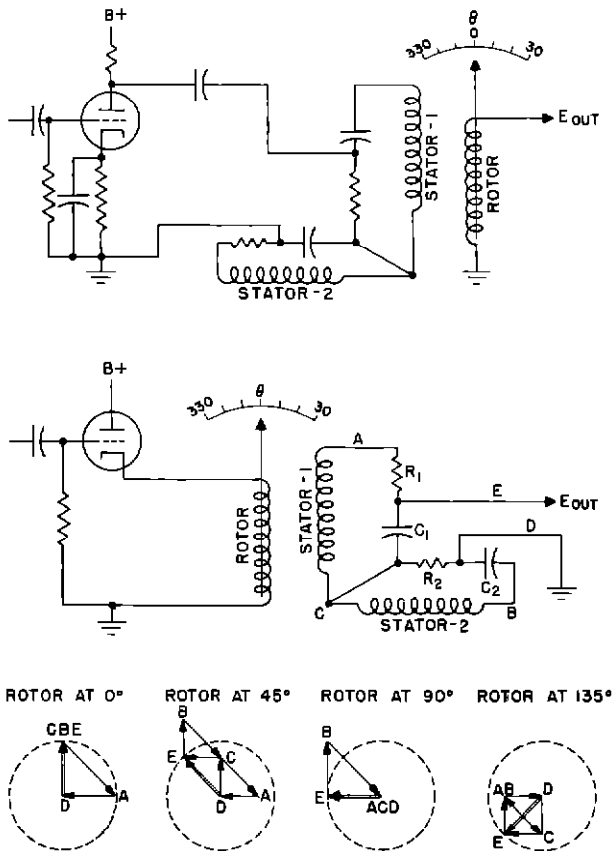 B+
θ
330 0 30
E OUT
STATOR-1
ROTOR
STATOR-2
B+
330 θ 30
A
R1
STATOR-1
ROTOR
E
E OUT
C1
D
R2
C2
C
B
STATOR-2
ROTOR AT 0° ROTOR AT 45° ROTOR AT 90° ROTOR AT 135°
CBE
D
A
B
E
C
D
A
B
E
ACD
AB
D
E
C